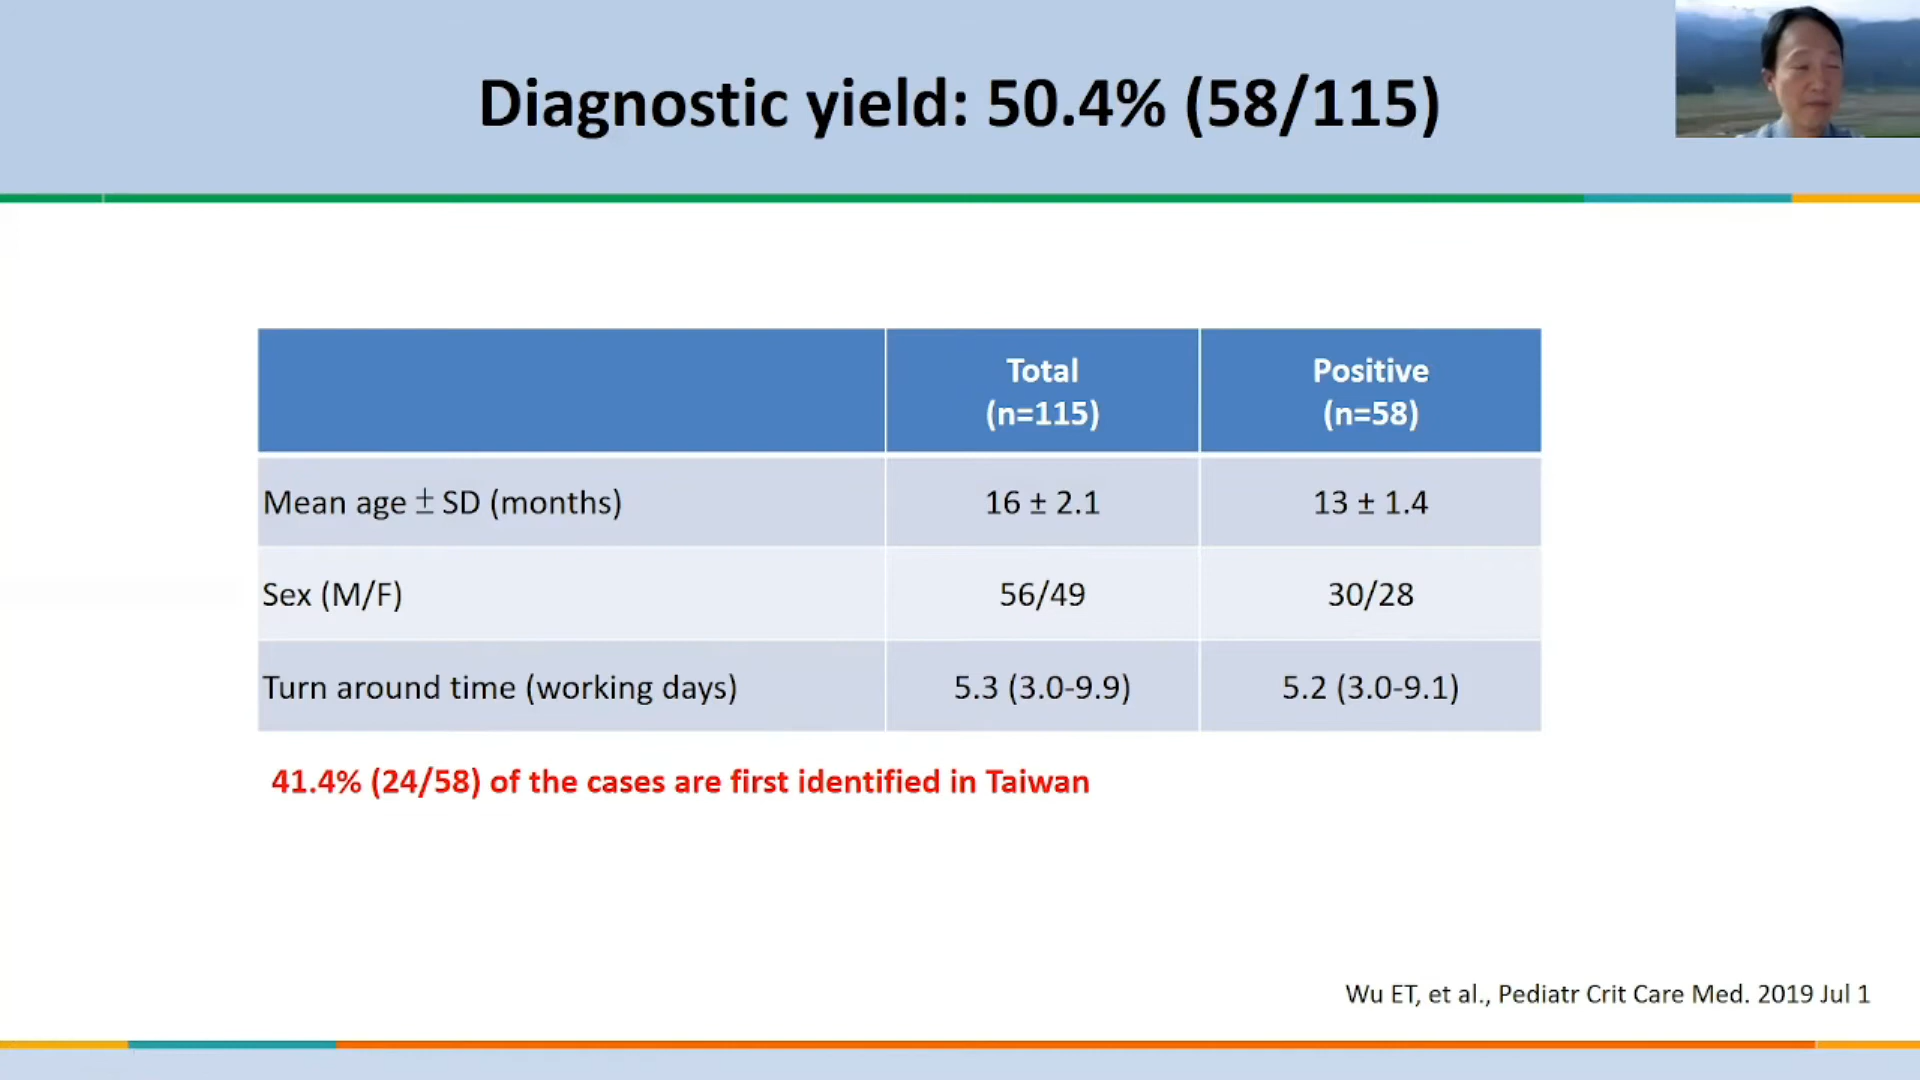 Diagnostic yield: 50.4% (58/115)
Total Positive
(n=115) (n=58)
Mean age ± SD (months) 16 ± 2.1 13 ± 1.4
Sex (M/F) 56/49 30/28
Turn around time (working days) 5.3 (3.0-9.9) 5.2 (3.0-9.1)
41.4% (24/58) of the cases are first identified in Taiwan
Wu ET, et al., Pediatr Crit Care Med. 2019 Jul 1